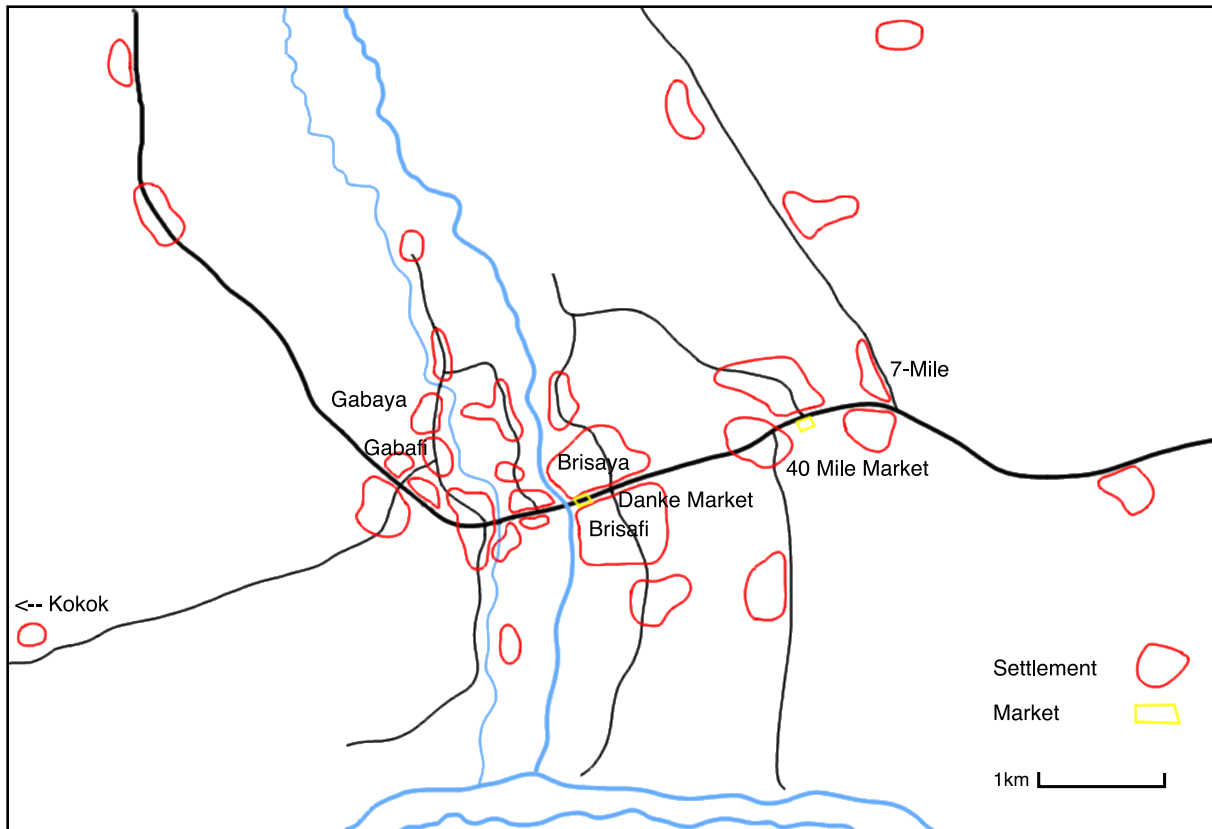 7-Mile
Gabaya
Gabafi
Brisaya
40 Mile Market
Danke Market
Brisafi
<-- Kokok
Settlement
Market
1km